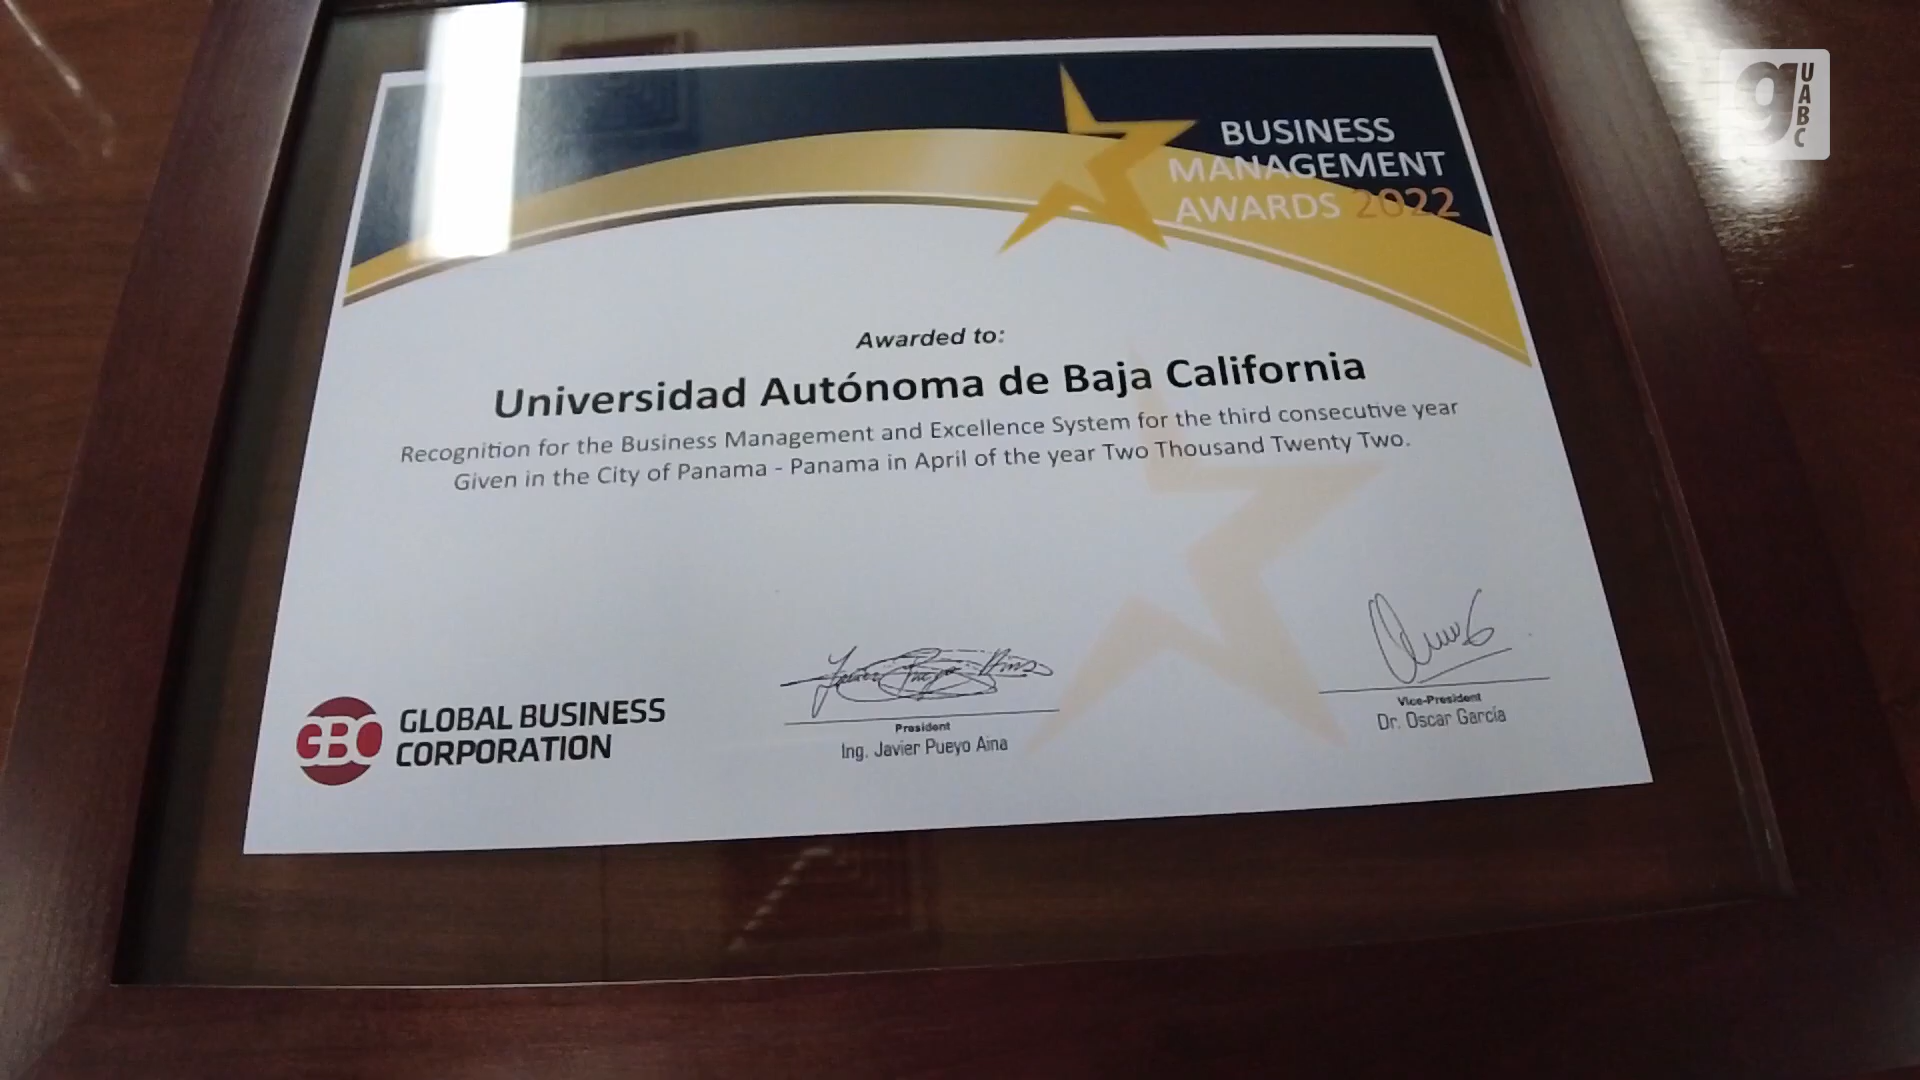 g
UABC
BUSINESS
MANAGEMENT
AWARDS 2022
Awarded to:
Universidad Autónoma de Baja California
Recognition for the Business Management and Excellence System for the third consecutive year
Given in the City of Panama - Panama in April of the year Two Thousand Twenty Two.
GBC GLOBAL BUSINESS
CORPORATION
President
Ing. Javier Pueyo Aina
Vice-President
Dr. Oscar García